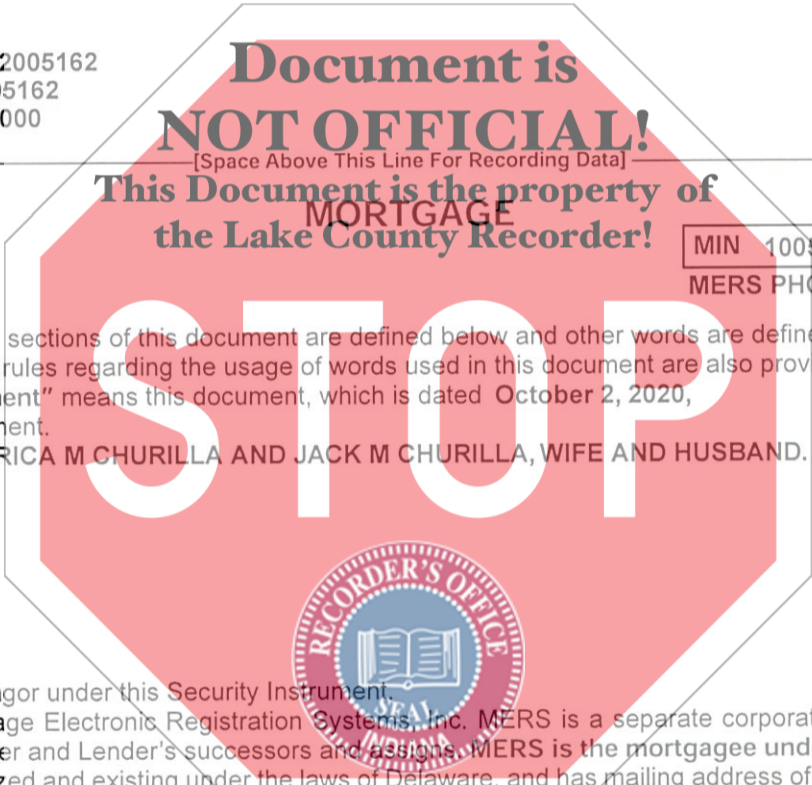 2005162
5162
000
Document is
NOT OFFICIAL!
[Space Above This Line For Recording Data]
This Document is the property of
MORTGAGE
the Lake County Recorder!
MIN 100
MERS PHO
sections of this document are defined below and other words are define
rules regarding the usage of words used in this document are also prov
ent" means this document, which is dated October 2, 2020,
ent.
RICA M CHURILLA AND JACK M CHURILLA, WIFE AND HUSBAND.
STOP
RECORDER'S OFFICE
SEAL
INDIANA
gor under this Security Instrument.
age Electronic Registration Systems, Inc. MERS is a separate corporat
er and Lender's successors and assigns. MERS is the mortgagee und
zed and existing under the laws of Delaware, and has mailing address of